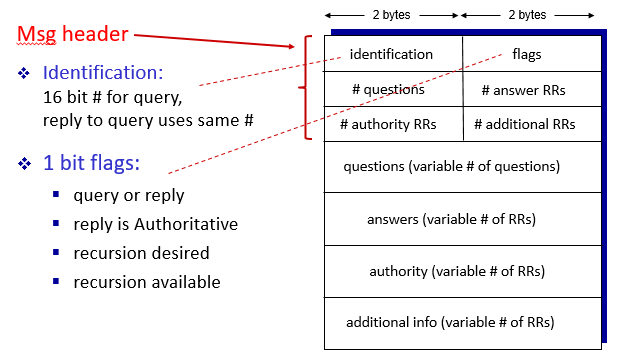 2 bytes 2 bytes
Msg header
identification flags
Identification:
16 bit # for query,
reply to query uses same #
# questions # answer RRs
# authority RRs # additional RRs
1 bit flags:
query or reply
reply is Authoritative
recursion desired
recursion available
questions (variable # of questions)
answers (variable # of RRs)
authority (variable # of RRs)
additional info (variable # of RRs)